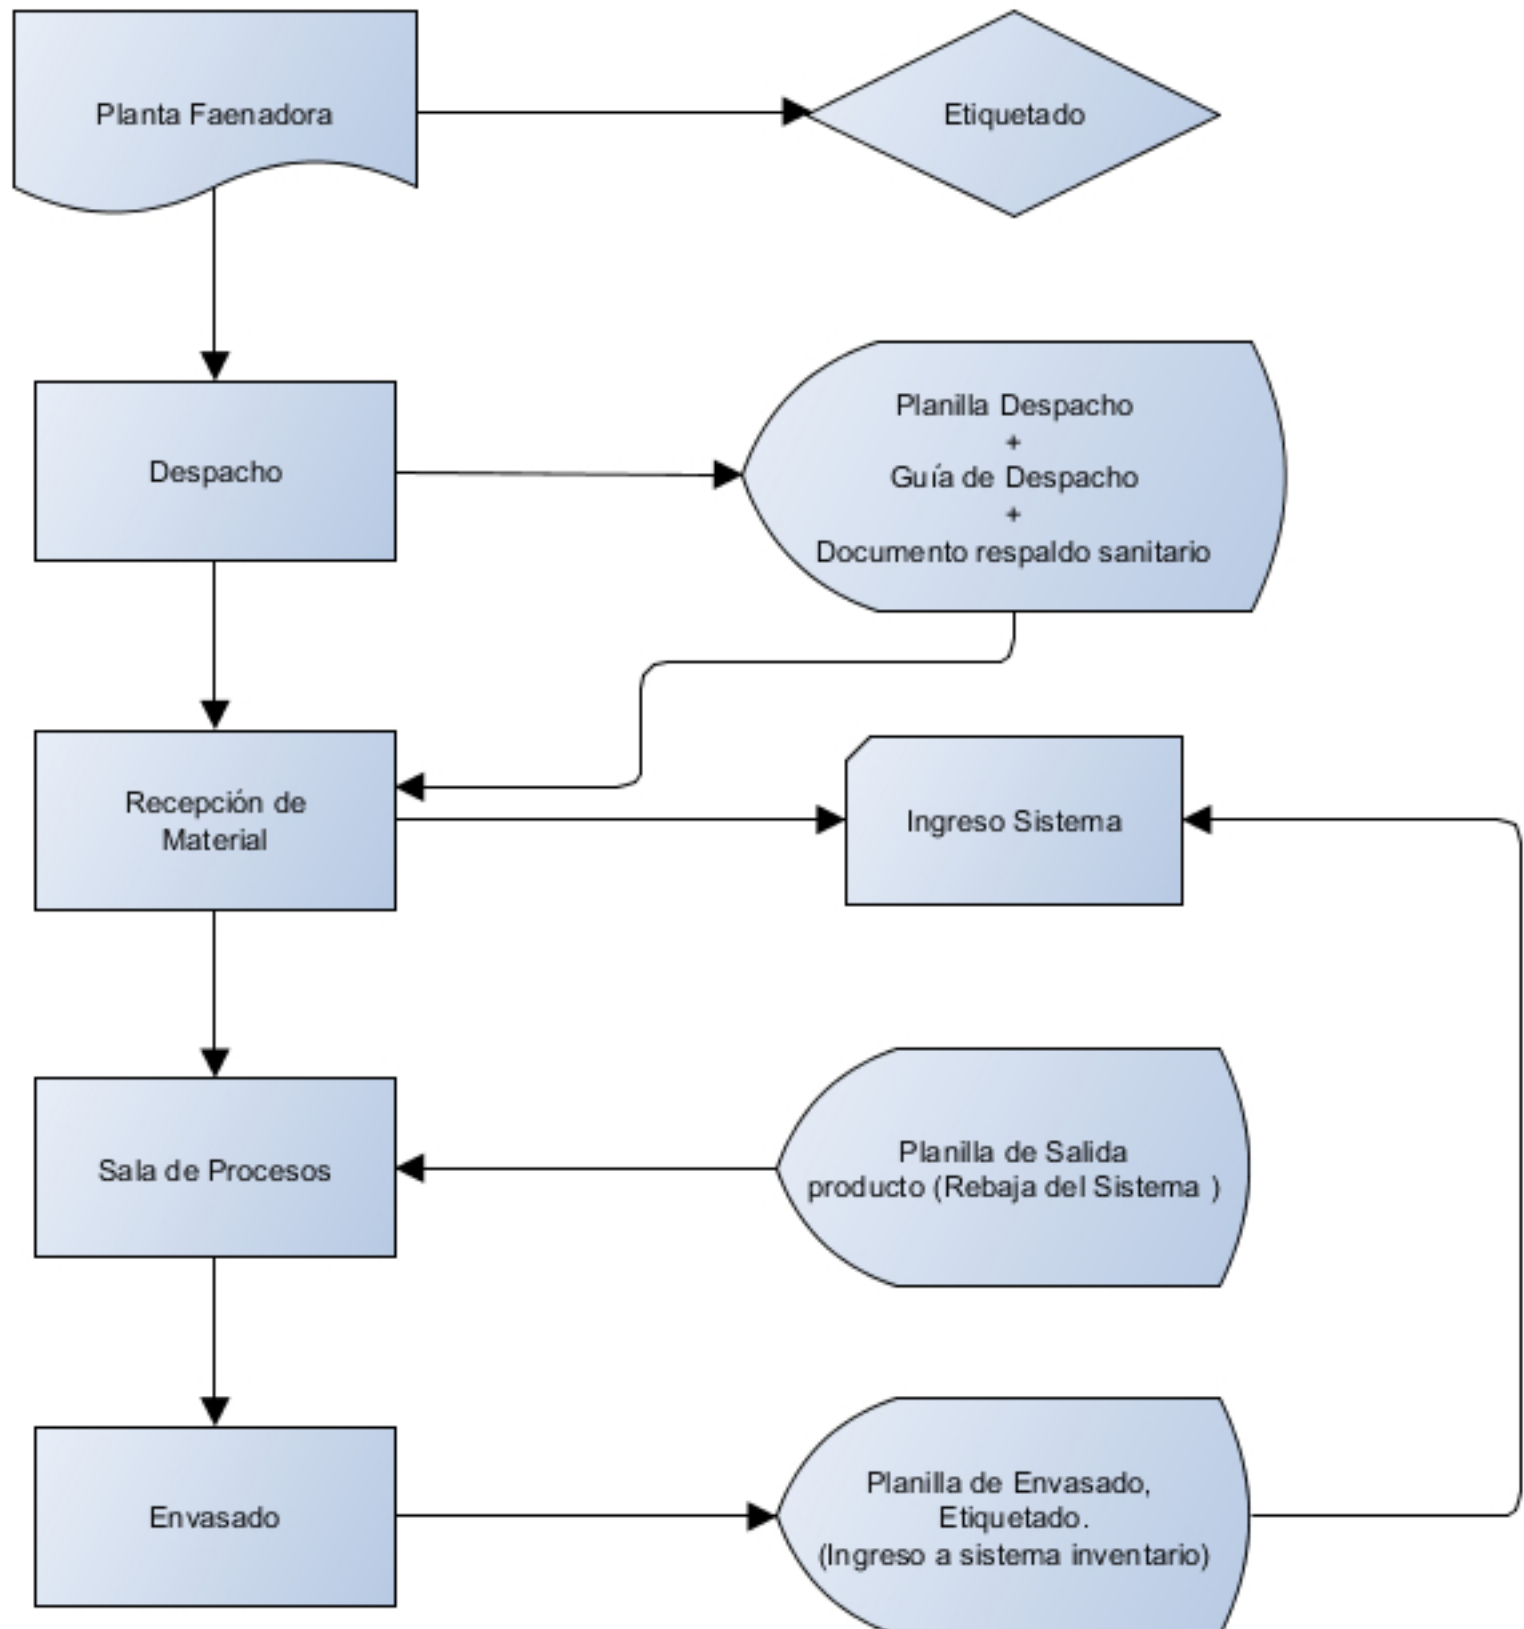 Planta Faenadora
Etiquetado
Despacho
Planilla Despacho
+
Guía de Despacho
+
Documento respaldo sanitario
Recepción de
Material
Ingreso Sistema
Sala de Procesos
Planilla de Salida
producto (Rebaja del Sistema )
Envasado
Planilla de Envasado,
Etiquetado.
(Ingreso a sistema inventario)